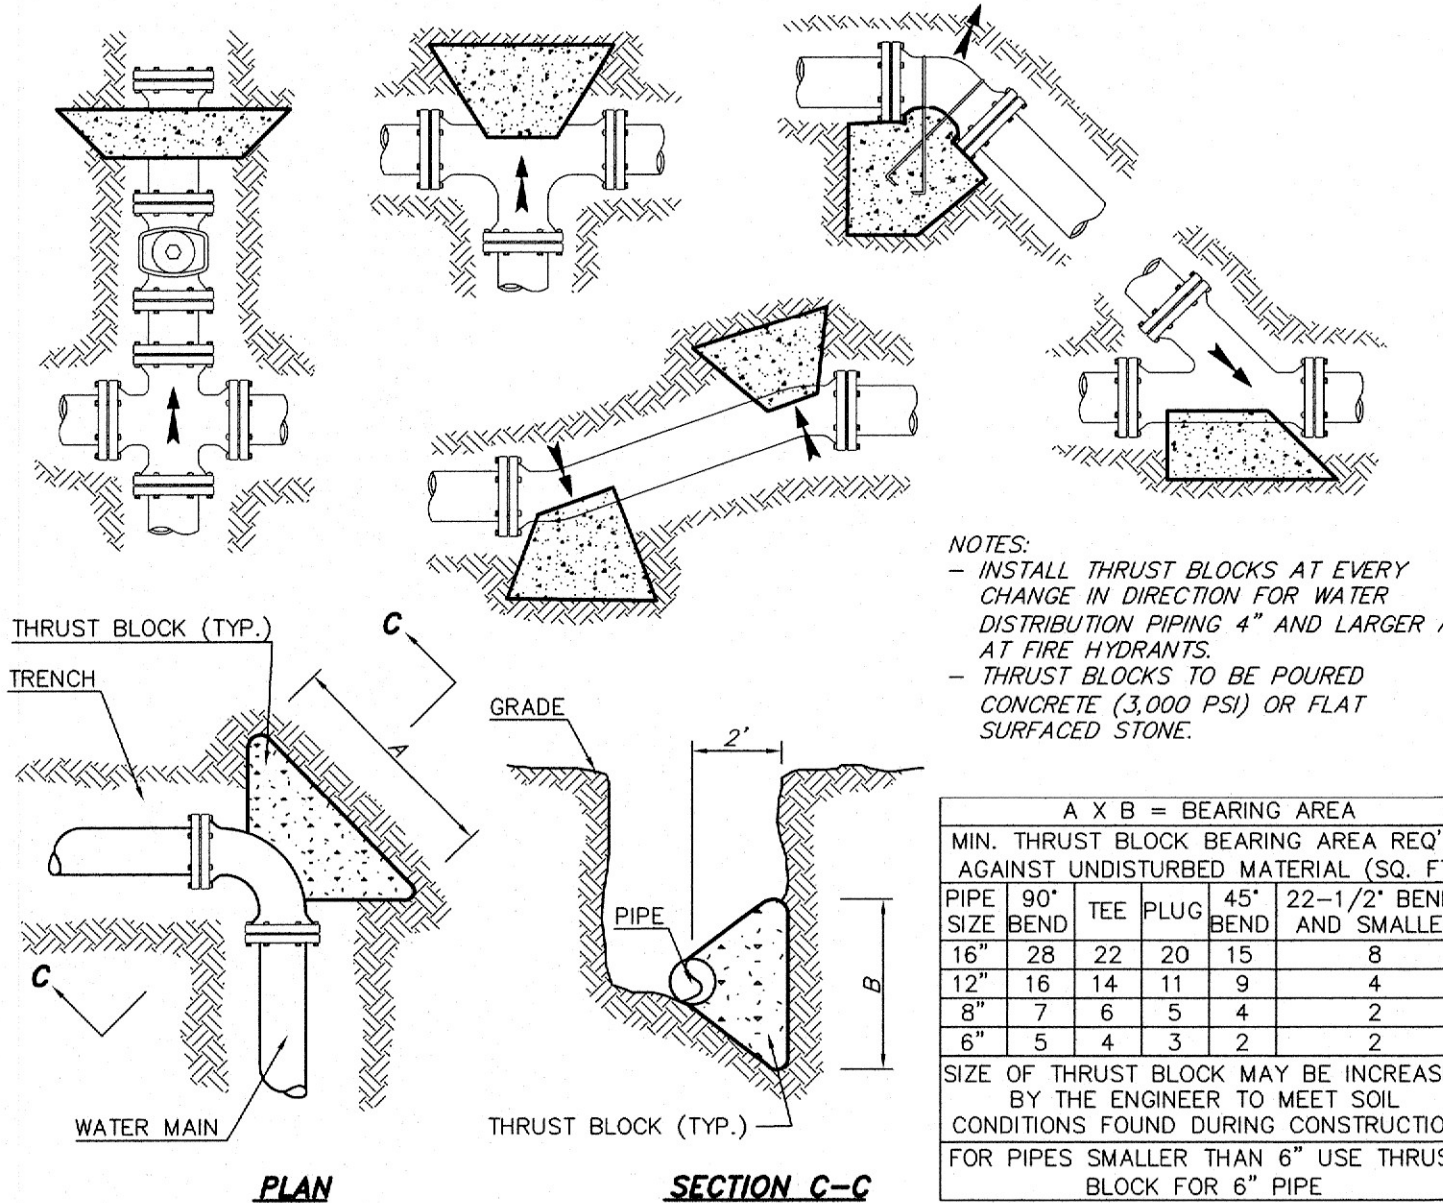 NOTES:
– INSTALL THRUST BLOCKS AT EVERY
CHANGE IN DIRECTION FOR WATER
DISTRIBUTION PIPING 4" AND LARGER
AT FIRE HYDRANTS.
– THRUST BLOCKS TO BE POURED
CONCRETE (3,000 PSI) OR FLAT
SURFACED STONE.
THRUST BLOCK (TYP.)
TRENCH
C
A
C
WATER MAIN
PLAN
GRADE
2'
PIPE
B
THRUST BLOCK (TYP.)
SECTION C-C
A X B = BEARING AREA
MIN. THRUST BLOCK BEARING AREA REQ'
AGAINST UNDISTURBED MATERIAL (SQ. F
PIPE SIZE 90° BEND TEE PLUG 45° BEND 22-1/2° BEN AND SMALLE
16" 28 22 20 15 8
12" 16 14 11 9 4
8" 7 6 5 4 2
6" 5 4 3 2 2
SIZE OF THRUST BLOCK MAY BE INCREAS
BY THE ENGINEER TO MEET SOIL
CONDITIONS FOUND DURING CONSTRUCTIO
FOR PIPES SMALLER THAN 6" USE THRUS
BLOCK FOR 6" PIPE